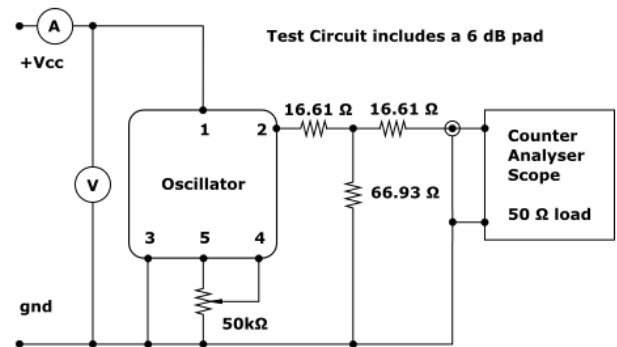 A
Test Circuit includes a 6 dB pad
+Vcc
16.61 Ω 16.61 Ω
1 2
Counter
Analyser
Scope
V
Oscillator
66.93 Ω
50 Ω load
3 5 4
gnd
50kΩ